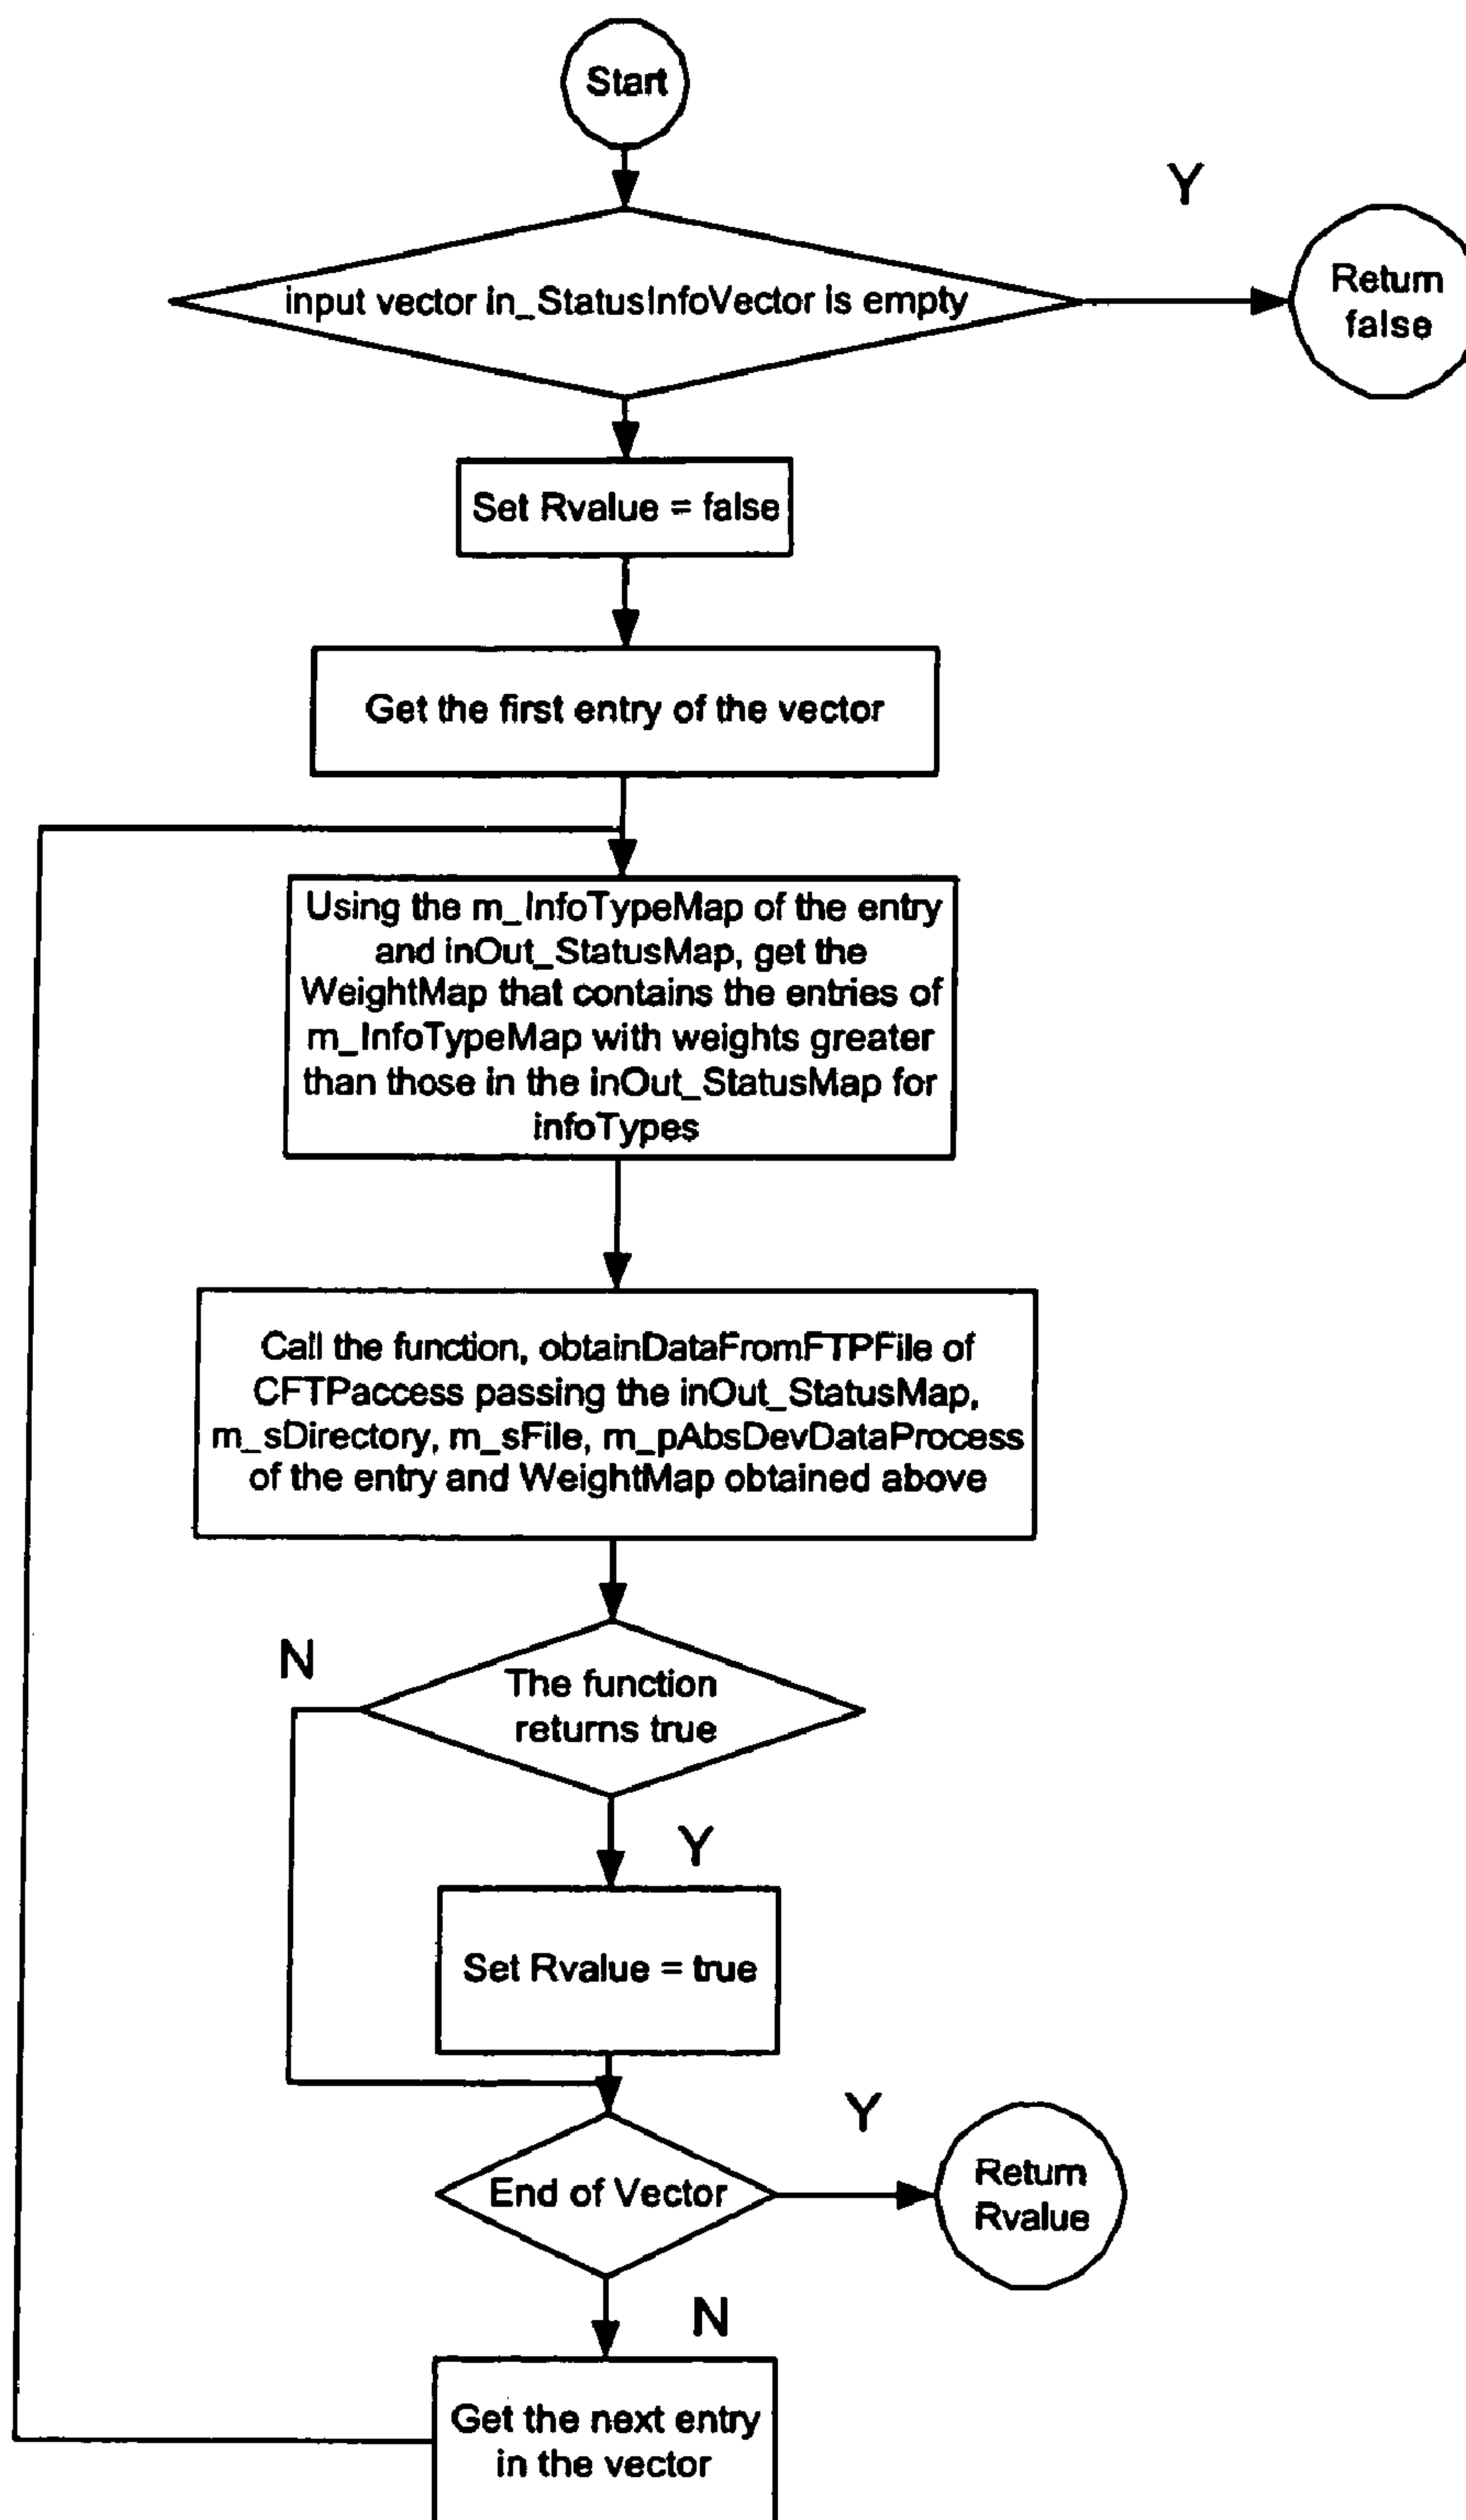 Start
Y
input vector in_StatusInfoVector is empty
Return
false
Set Rvalue = false
Get the first entry of the vector
Using the m_InfoTypeMap of the entry
and inOut_StatusMap, get the
WeightMap that contains the entries of
m_InfoTypeMap with weights greater
than those in the inOut_StatusMap for
infoTypes
Call the function, obtainDataFromFTPFile of
CFTPaccess passing the inOut_StatusMap,
m_sDirectory, m_sFile, m_pAbsDevDataProcess
of the entry and WeightMap obtained above
N
The function
returns true
Y
Set Rvalue = true
Y
End of Vector
Return
Rvalue
N
Get the next entry
in the vector